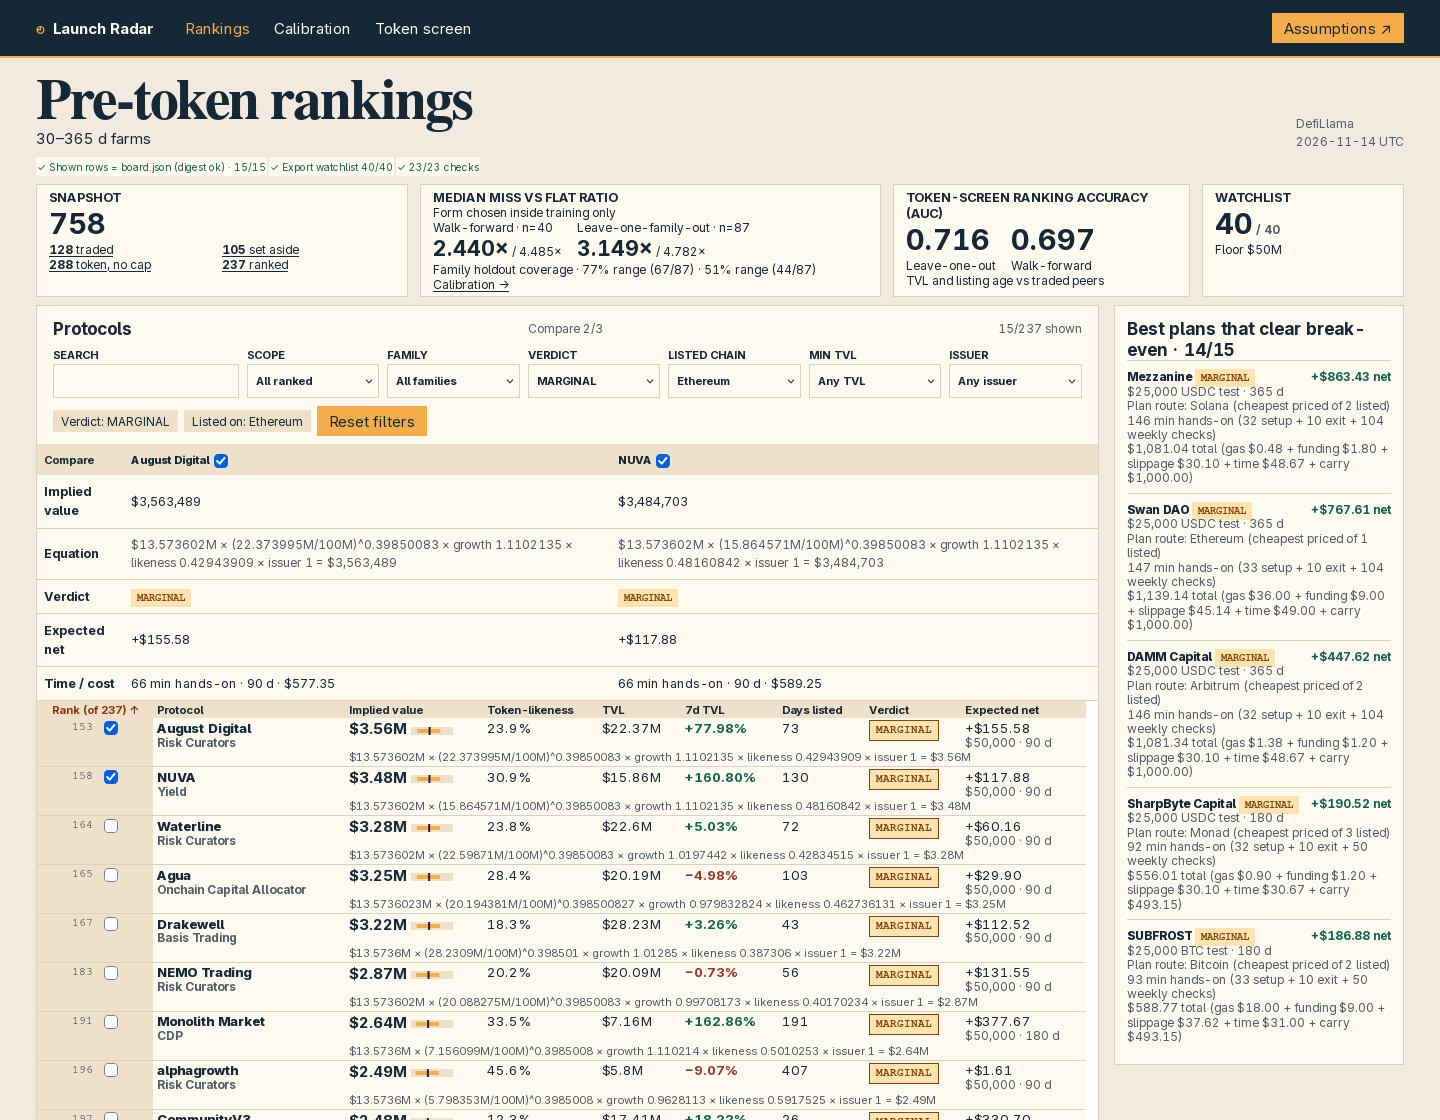 Launch Radar Rankings Calibration Token screen Assumptions ↗
Pre-token rankings
30–365 d farms
DefiLlama
2026-11-14 UTC
✓ Shown rows = board.json (digest ok) · 15/15 ✓ Export watchlist 40/40 ✓ 23/23 checks
SNAPSHOT
758
128 traded 105 set aside
288 token, no cap 237 ranked
MEDIAN MISS VS FLAT RATIO
Form chosen inside training only
Walk-forward · n=40 Leave-one-family-out · n=87
2.440× / 4.485× 3.149× / 4.782×
Family holdout coverage · 77% range (67/87) · 51% range (44/87)
Calibration →
TOKEN-SCREEN RANKING ACCURACY
(AUC)
0.716 0.697
Leave-one-out Walk-forward
TVL and listing age vs traded peers
WATCHLIST
40 / 40
Floor $50M
Protocols Compare 2/3 15/237 shown
SEARCH SCOPE FAMILY VERDICT LISTED CHAIN MIN TVL ISSUER
All ranked All families MARGINAL Ethereum Any TVL Any issuer
Verdict: MARGINAL Listed on: Ethereum Reset filters
Compare August Digital NUVA
Implied value $3,563,489 $3,484,703
Equation
$13.573602M × (22.373995M/100M)^0.39850083 × growth 1.1102135 ×
likeness 0.42943909 × issuer 1 = $3,563,489
$13.573602M × (15.864571M/100M)^0.39850083 × growth 1.1102135 ×
likeness 0.48160842 × issuer 1 = $3,484,703
Verdict MARGINAL MARGINAL
Expected net +$155.58 +$117.88
Time / cost 66 min hands-on · 90 d · $577.35 66 min hands-on · 90 d · $589.25
Rank (of 237) ↑ Protocol Implied value Token-likeness TVL 7d TVL Days listed Verdict Expected net
153 August Digital $3.56M 23.9% $22.37M +77.98% 73 MARGINAL +$155.58
Risk Curators $50,000 · 90 d
$13.573602M × (22.373995M/100M)^0.39850083 × growth 1.1102135 × likeness 0.42943909 × issuer 1 = $3.56M
158 NUVA $3.48M 30.9% $15.86M +160.80% 130 MARGINAL +$117.88
Yield $50,000 · 90 d
$13.573602M × (15.864571M/100M)^0.39850083 × growth 1.1102135 × likeness 0.48160842 × issuer 1 = $3.48M
164 Waterline $3.28M 23.8% $22.6M +5.03% 72 MARGINAL +$60.16
Risk Curators $50,000 · 90 d
$13.573602M × (22.59871M/100M)^0.39850083 × growth 1.0197442 × likeness 0.42834515 × issuer 1 = $3.28M
165 Agua $3.25M 28.4% $20.19M −4.98% 103 MARGINAL +$29.90
Onchain Capital Allocator $50,000 · 90 d
$13.5736023M × (20.194381M/100M)^0.398500827 × growth 0.979832824 × likeness 0.462736131 × issuer 1 = $3.25M
167 Drakewell $3.22M 18.3% $28.23M +3.26% 43 MARGINAL +$112.52
Basis Trading $50,000 · 90 d
$13.5736M × (28.2309M/100M)^0.398501 × growth 1.01285 × likeness 0.387306 × issuer 1 = $3.22M
183 NEMO Trading $2.87M 20.2% $20.09M −0.73% 56 MARGINAL +$131.55
Risk Curators $50,000 · 90 d
$13.573602M × (20.088275M/100M)^0.39850083 × growth 0.99708173 × likeness 0.40170234 × issuer 1 = $2.87M
191 Monolith Market $2.64M 33.5% $7.16M +162.86% 191 MARGINAL +$377.67
CDP $50,000 · 180 d
$13.5736M × (7.156099M/100M)^0.3985008 × growth 1.110214 × likeness 0.5010253 × issuer 1 = $2.64M
196 alphagrowth $2.49M 45.6% $5.8M −9.07% 407 MARGINAL +$1.61
Risk Curators $50,000 · 90 d
$13.5736M × (5.798353M/100M)^0.3985008 × growth 0.9628113 × likeness 0.5917525 × issuer 1 = $2.49M
Best plans that clear break-
even · 14/15
Mezzanine MARGINAL +$863.43 net
$25,000 USDC test · 365 d
Plan route: Solana (cheapest priced of 2 listed)
146 min hands-on (32 setup + 10 exit + 104
weekly checks)
$1,081.04 total (gas $0.48 + funding $1.80 +
slippage $30.10 + time $48.67 + carry
$1,000.00)
Swan DAO MARGINAL +$767.61 net
$25,000 USDC test · 365 d
Plan route: Ethereum (cheapest priced of 1
listed)
147 min hands-on (33 setup + 10 exit + 104
weekly checks)
$1,139.14 total (gas $36.00 + funding $9.00
+ slippage $45.14 + time $49.00 + carry
$1,000.00)
DAMM Capital MARGINAL +$447.62 net
$25,000 USDC test · 365 d
Plan route: Arbitrum (cheapest priced of 2
listed)
146 min hands-on (32 setup + 10 exit + 104
weekly checks)
$1,081.34 total (gas $1.38 + funding $1.20 +
slippage $30.10 + time $48.67 + carry
$1,000.00)
SharpByte Capital MARGINAL +$190.52 net
$25,000 USDC test · 180 d
Plan route: Monad (cheapest priced of 3 listed)
92 min hands-on (32 setup + 10 exit + 50
weekly checks)
$556.01 total (gas $0.90 + funding $1.20 +
slippage $30.10 + time $30.67 + carry
$493.15)
SUBFROST MARGINAL +$186.88 net
$25,000 BTC test · 180 d
Plan route: Bitcoin (cheapest priced of 2 listed)
93 min hands-on (33 setup + 10 exit + 50
weekly checks)
$588.77 total (gas $18.00 + funding $9.00 +
slippage $37.62 + time $31.00 + carry
$493.15)